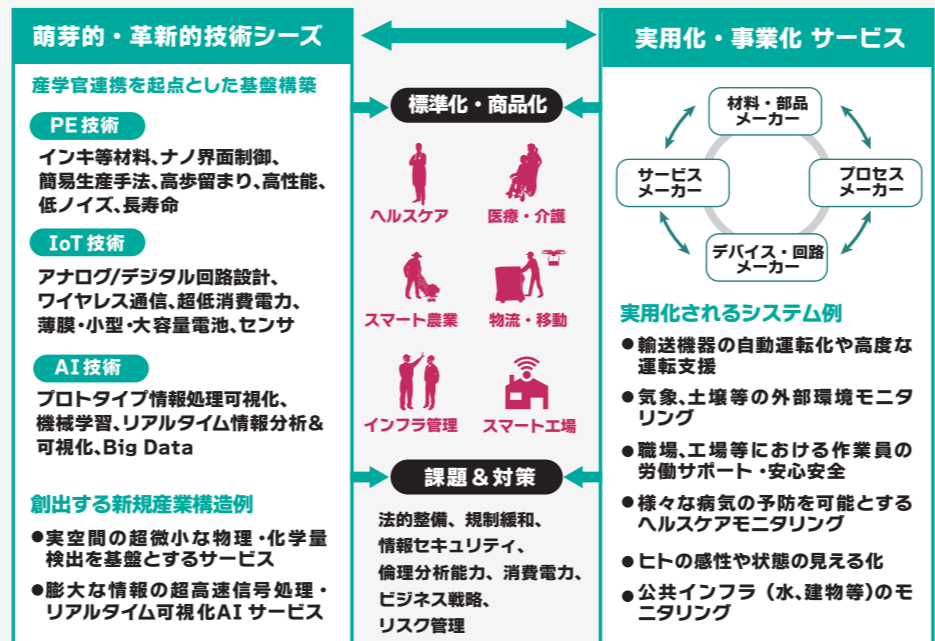 萌芽的・革新的技術シーズ
産学官連携を起点とした基盤構築
PE技術
インキ等材料、ナノ界面制御、
簡易生産手法、高歩留まり、高性能、
低ノイズ、長寿命
IoT技術
アナログ/デジタル回路設計、
ワイヤレス通信、超低消費電力、
薄膜・小型・大容量電池、センサ
AI技術
プロトタイプ情報処理可視化、
機械学習、リアルタイム情報分析&
可視化、Big Data
創出する新規産業構造例
●実空間の超微小な物理・化学量
検出を基盤とするサービス
●膨大な情報の超高速信号処理・
リアルタイム可視化AI サービス
標準化・商品化
ヘルスケア
医療・介護
スマート農業
物流・移動
インフラ管理
スマート工場
課題&対策
法的整備、規制緩和、
情報セキュリティ、
倫理分析能力、消費電力、
ビジネス戦略、
リスク管理
実用化・事業化 サービス
材料・部品
メーカー
サービス
メーカー
プロセス
メーカー
デバイス・回路
メーカー
実用化されるシステム例
●輸送機器の自動運転化や高度な
運転支援
●気象、土壌等の外部環境モニタ
リング
●職場、工場等における作業員の
労働サポート・安心安全
●様々な病気の予防を可能とする
ヘルスケアモニタリング
●ヒトの感性や状態の見える化
●公共インフラ（水、建物等）のモ
ニタリング